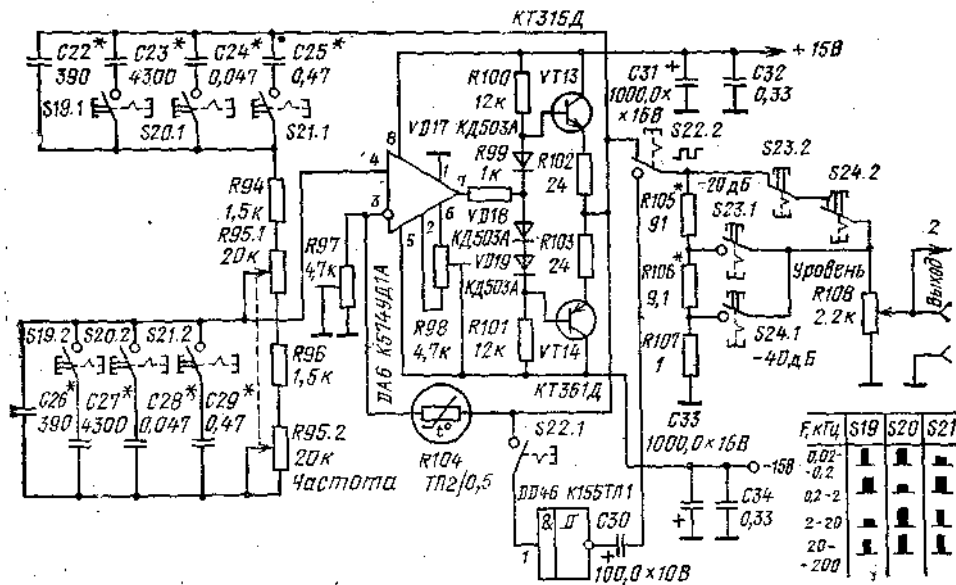 КТ315Д
C22*
390
C23*
4300
C24*
0,047
C25*
0,47
S19.1
S20.1
S21.1
R94
1,5к
R95.1
20к
R96
1,5к
R95.2
20к
Частота
S19.2
S20.2
S21.2
C26*
390
C27*
4300
C28*
0,047
C29*
0,47
R97
4,7к
DA6 К574УД1А
8
4
3
5
2
6
1
7
R98
4,7к
R99
1к
R100
12к
VD17
КД503А
VD18
КД503А
VD19
КД503А
R101
12к
VT13
R102
24
R103
24
VT14
КТ361Д
R104
ТП2/0,5
t°
S22.1
DD4б К155ТЛ1
&
1
C30
100,0×10В
C31
1000,0×
×16В
C32
0,33
+15В
S22.2
-20дБ
R105*
91
R106*
9,1
R107
1
S23.1
S24.1
-40дБ
S23.2
S24.2
Уровень
R108
2.2к
2
Выход
C33
1000,0×16В
-15В
C34
0,33
F, кГц S19 S20 S21
0,02-
-0,2
0,2-2
2-20
20-
-200